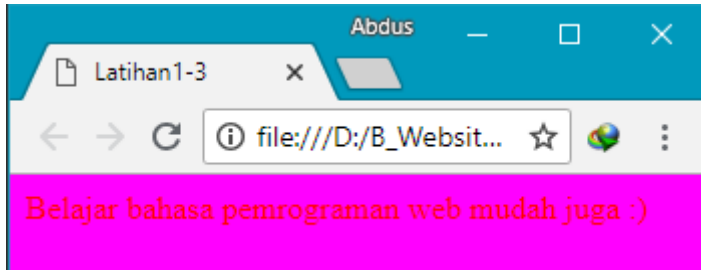 Abdus
Latihan1-3
file:///D:/B_Websit...
Belajar bahasa pemrograman web mudah juga :)